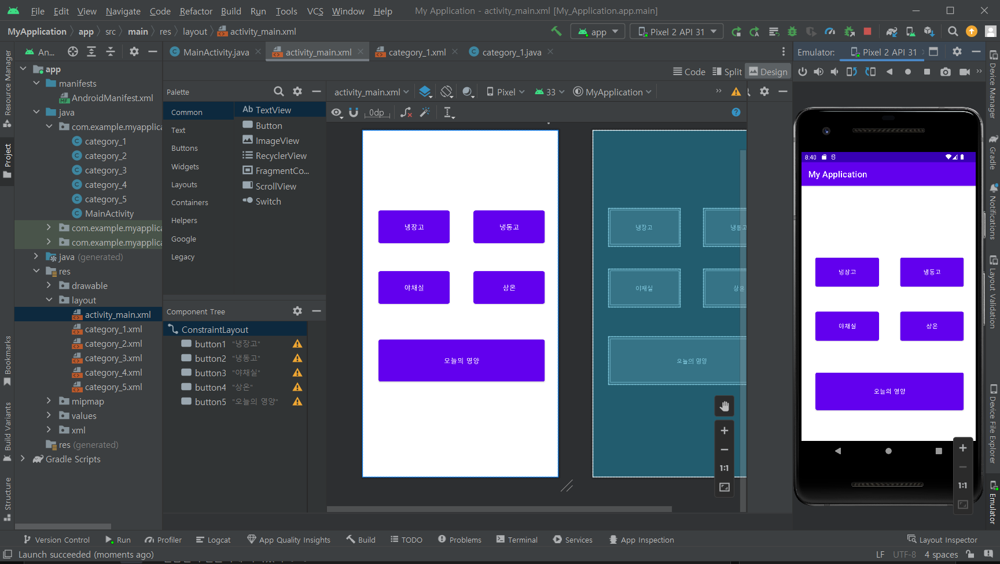 File Edit View Navigate Code Refactor Build Run Tools VCS Window Help My Application - activity_main.xml [My_Application.app.main]
MyApplication app src main res layout activity_main.xml app Pixel 2 API 31
An... MainActivity.java activity_main.xml category_1.xml category_1.java Emulator: Pixel 2 API 31
Code Split Design
Resource Manager
Project
Bookmarks
Build Variants
Structure
app
manifests
AndroidManifest.xml
java
com.example.myapplica
category_1
category_2
category_3
category_4
category_5
MainActivity
com.example.myapplica
com.example.myapplica
java (generated)
res
drawable
layout
activity_main.xml
category_1.xml
category_2.xml
category_3.xml
category_4.xml
category_5.xml
mipmap
values
xml
res (generated)
Gradle Scripts
Palette
Common
Text
Buttons
Widgets
Layouts
Containers
Helpers
Google
Legacy
Ab TextView
Button
ImageView
RecyclerView
FragmentCo...
ScrollView
Switch
Component Tree
ConstraintLayout
button1 "냉장고"
button2 "냉동고"
button3 "야채실"
button4 "상온"
button5 "오늘의 영양"
activity_main.xml Pixel 33 MyApplication
0dp
냉장고 냉동고
야채실 상온
오늘의 영양
냉장고 냉동고
야채실 상온
오늘의 영양
1:1
8:40
My Application
냉장고 냉동고
야채실 상온
오늘의 영양
1:1
Device Manager
Gradle
Notifications
Layout Validation
Device File Explorer
Emulator
Version Control Run Profiler Logcat App Quality Insights Build TODO Problems Terminal Services App Inspection Layout Inspector
Launch succeeded (moments ago) LF UTF-8 4 spaces